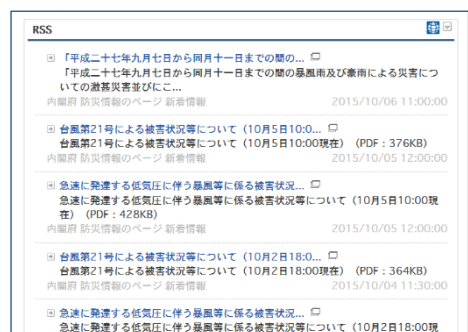 RSS
「平成二十七年九月七日から同月十一日までの間の...
「平成二十七年九月七日から同月十一日までの間の暴風雨及び豪雨による災害につ
いての激甚災害並びにこ...
内閣府 防災情報のページ 新着情報 2015/10/06 11:00:00
台風第21号による被害状況等について（10月5日10:0...
台風第21号による被害状況等について（10月5日10:00現在）（PDF：376KB）
内閣府 防災情報のページ 新着情報 2015/10/05 12:00:00
急速に発達する低気圧に伴う暴風等に係る被害状況...
急速に発達する低気圧に伴う暴風等に係る被害状況等について（10月5日10:00現
在）（PDF：428KB）
内閣府 防災情報のページ 新着情報 2015/10/05 12:00:00
台風第21号による被害状況等について（10月2日18:0...
台風第21号による被害状況等について（10月2日18:00現在）（PDF：364KB）
内閣府 防災情報のページ 新着情報 2015/10/04 11:30:00
急速に発達する低気圧に伴う暴風等に係る被害状況...
急速に発達する低気圧に伴う暴風等に係る被害状況等について（10月2日18:00現